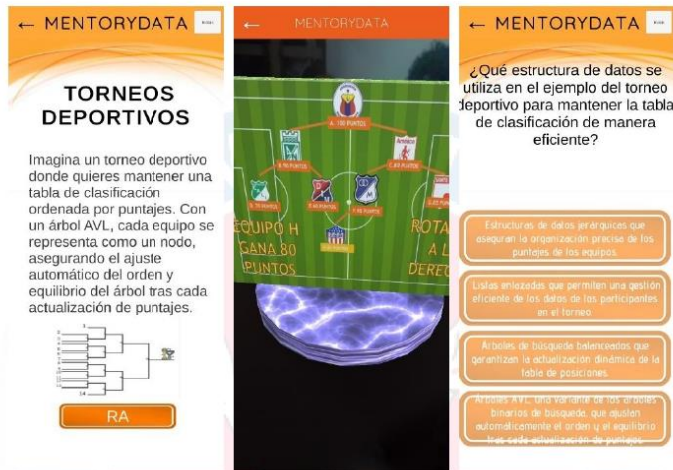 ← MENTORYDATA
TORNEOS
DEPORTIVOS
Imagina un torneo deportivo
donde quieres mantener una
tabla de clasificación
ordenada por puntajes. Con
un árbol AVL, cada equipo se
representa como un nodo,
asegurando el ajuste
automático del orden y
equilibrio del árbol tras cada
actualización de puntajes.
RA
← MENTORYDATA
A. 100 PUNTOS
América
EQUIPO H
GANA 80
PUNTOS
ROTA
A L
DEREC
← MENTORYDATA
¿Qué estructura de datos se
utiliza en el ejemplo del torneo
deportivo para mantener la tabla
de clasificación de manera
eficiente?
Estructuras de datos jerárquicas que
aseguran la organización precisa de los
puntajes de los equipos.
Listas enlazadas que permiten una gestión
eficiente de los datos de los participantes
en el torneo.
Árboles de búsqueda balanceados que
garantizan la actualización dinámica de la
tabla de posiciones.
Árboles AVL, una variante de los árboles
binarios de búsqueda, que ajustan
automáticamente el orden y el equilibrio
tras cada actualización de puntajes.